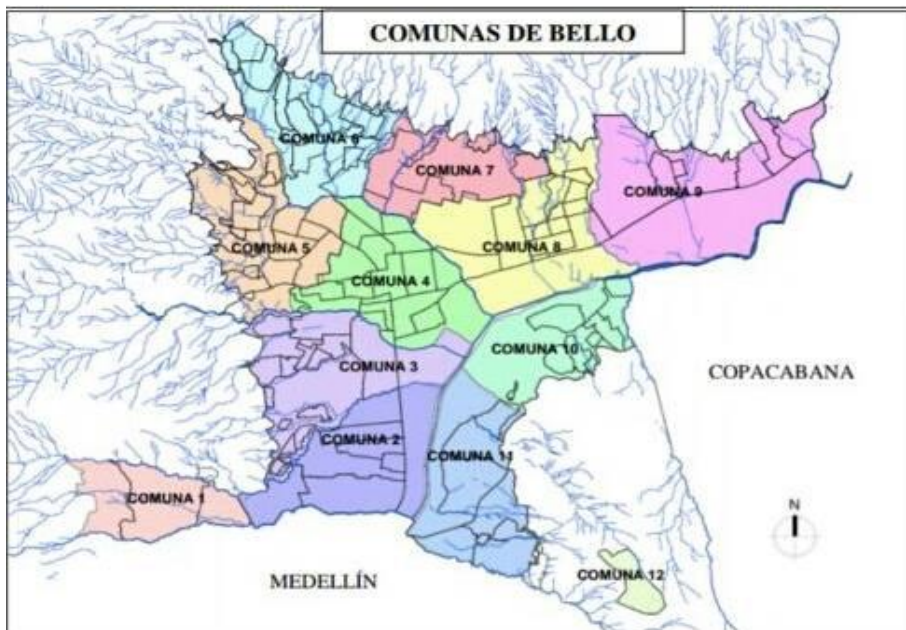 COMUNAS DE BELLO
COMUNA 6
COMUNA 7
COMUNA 9
COMUNA 5
COMUNA 8
COMUNA 4
COMUNA 10
COMUNA 3
COPACABANA
COMUNA 2
COMUNA 11
COMUNA 1
N
MEDELLÍN
COMUNA 12